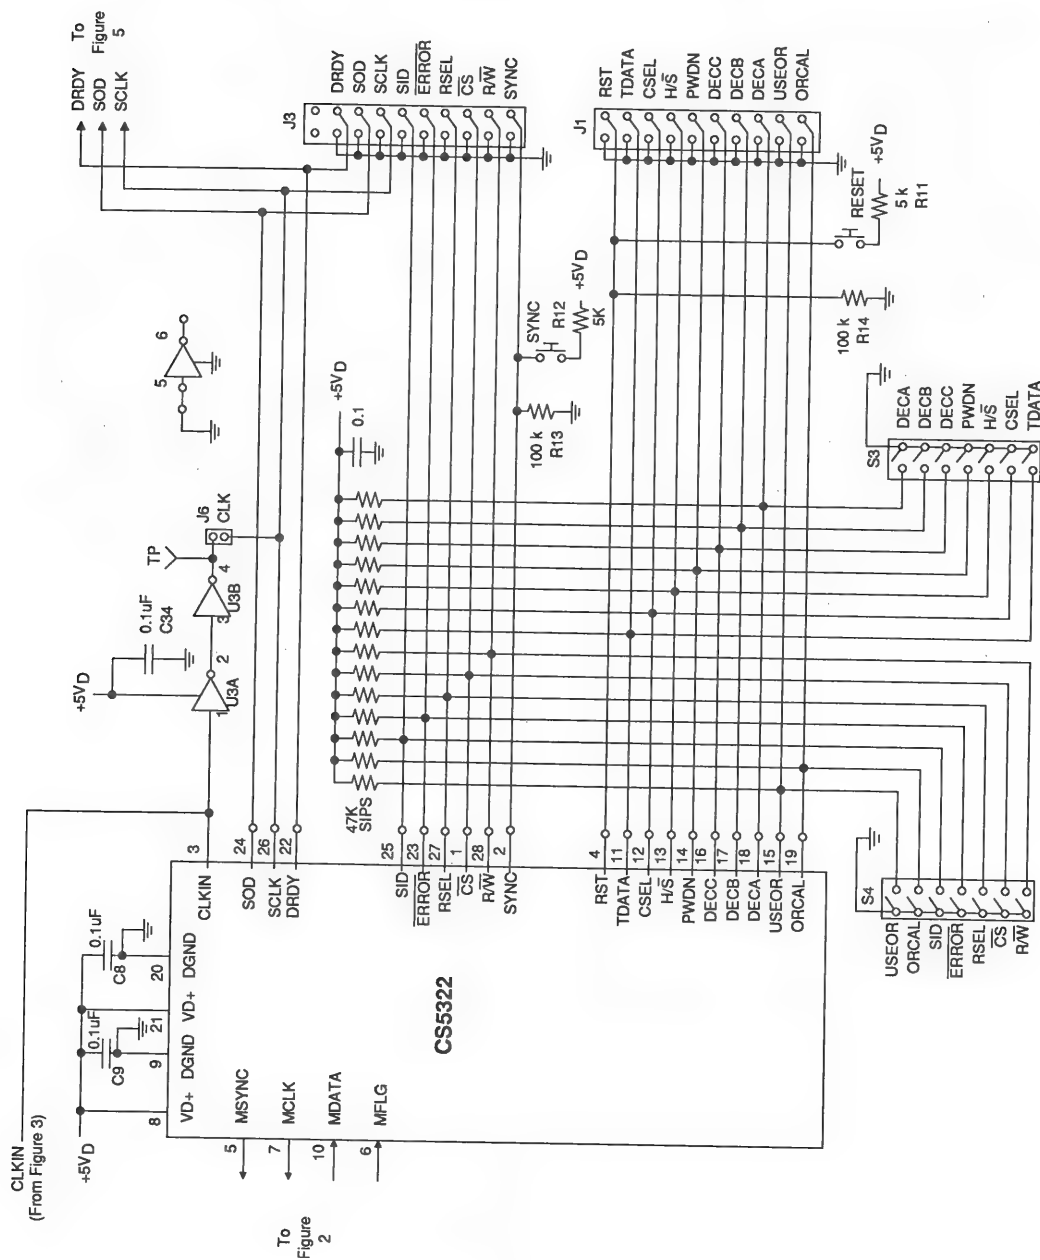 CLKIN
(From Figure 3)
+5VD
8
VD+
C9
0.1uF
9
DGND
21
VD+
C8
0.1uF
20
DGND
5
MSYNC
7
MCLK
10
MDATA
6
MFLG
To
Figure
2
CS5322
3
CLKIN
24
SOD
26
SCLK
22
DRDY
25
SID
23
ERROR
27
RSEL
1
CS
28
R/W
2
SYNC
4
RST
11
TDATA
12
CSEL
13
H/S
14
PWDN
16
DECC
17
DECB
18
DECA
15
USEOR
19
ORCAL
+5VD
0.1uF
C34
1
U3A
2
3
U3B
4
TP
J6
CLK
5
6
47K
SIPS
+5VD
0.1
100 k
R13
SYNC
R12
5K
+5VD
To
Figure
5
DRDY
SOD
SCLK
J3
DRDY
SOD
SCLK
SID
ERROR
RSEL
CS
R/W
SYNC
J1
RST
TDATA
CSEL
H/S
PWDN
DECC
DECB
DECA
USEOR
ORCAL
RESET
+5VD
5 k
R11
100 k
R14
S3
DECA
DECB
DECC
PWDN
H/S
CSEL
TDATA
S4
USEOR
ORCAL
SID
ERROR
RSEL
CS
R/W